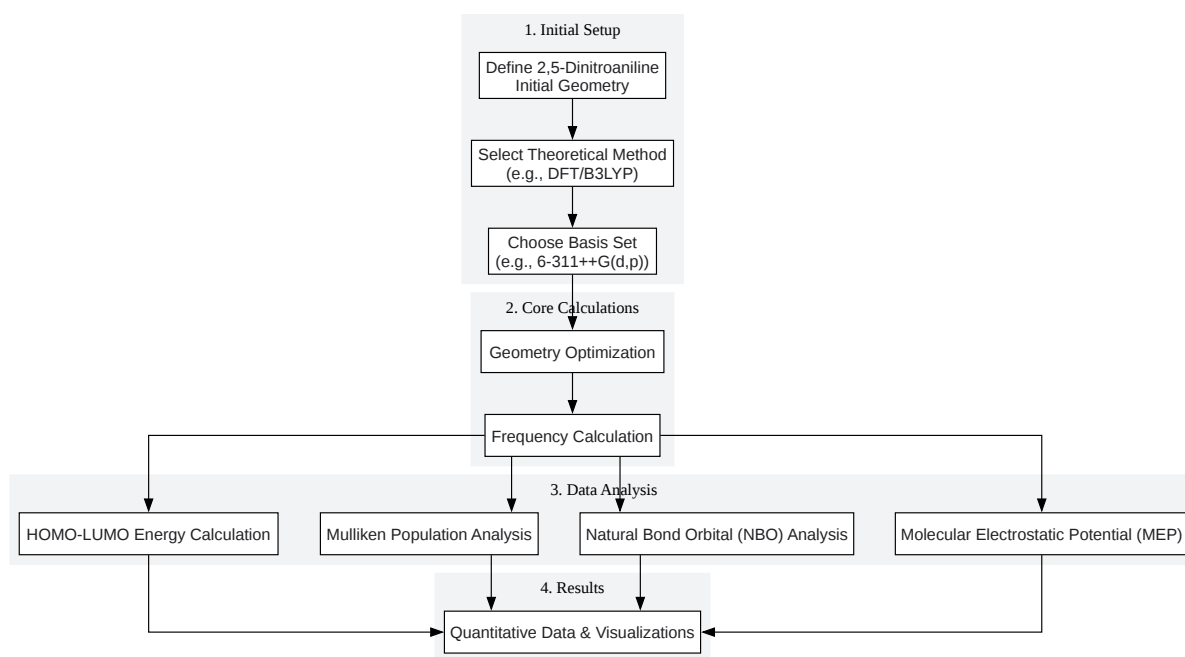 1. Initial Setup
Define 2,5-Dinitroaniline
Initial Geometry
Select Theoretical Method
(e.g., DFT/B3LYP)
Choose Basis Set
(e.g., 6-311++G(d,p))
2. Core Calculations
Geometry Optimization
Frequency Calculation
3. Data Analysis
HOMO-LUMO Energy Calculation
Mulliken Population Analysis
Natural Bond Orbital (NBO) Analysis
Molecular Electrostatic Potential (MEP)
4. Results
Quantitative Data & Visualizations